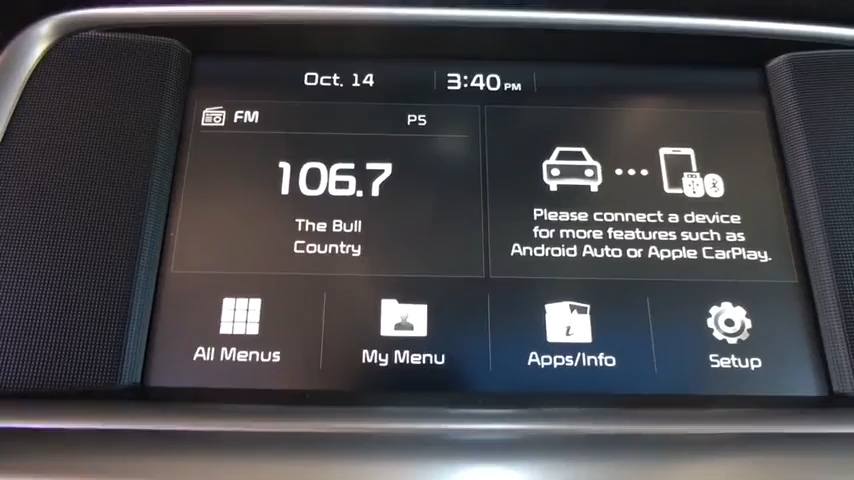 Oct. 14
3:40 PM
FM
P5
106.7
The Bull
Country
Please connect a device
for more features such as
Android Auto or Apple CarPlay.
All Menus
My Menu
Apps/Info
Setup